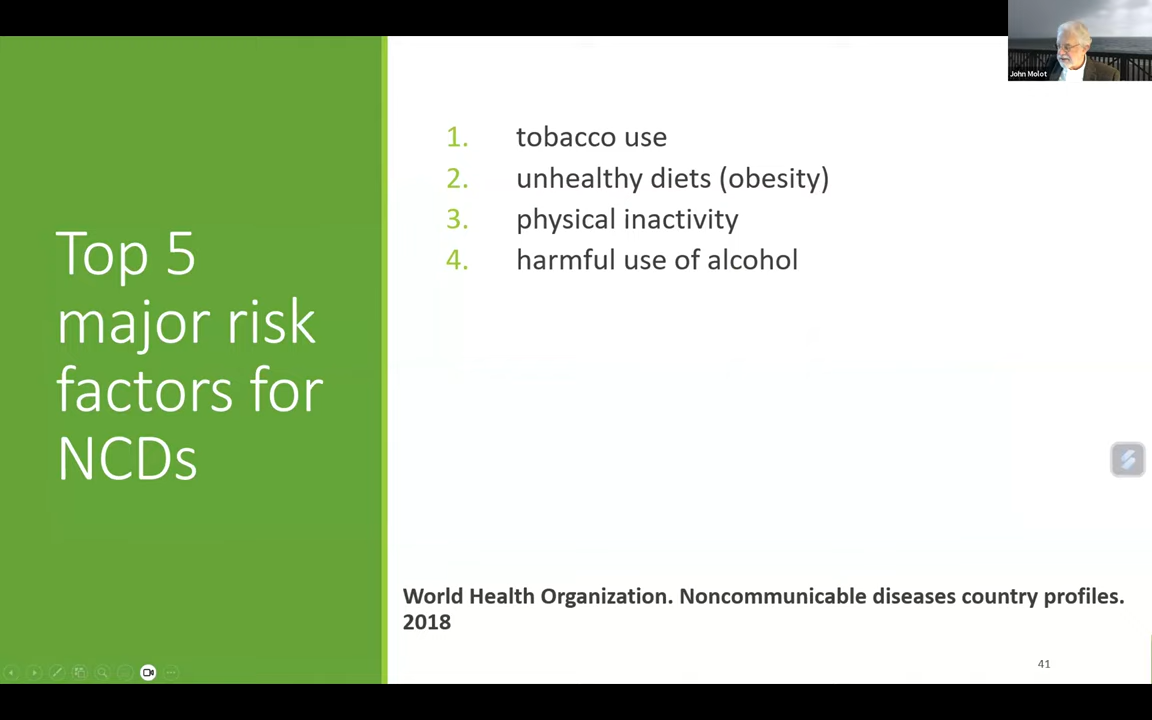 John Molot
Top 5
major risk
factors for
NCDs
1. tobacco use
2. unhealthy diets (obesity)
3. physical inactivity
4. harmful use of alcohol
World Health Organization. Noncommunicable diseases country profiles.
2018
41